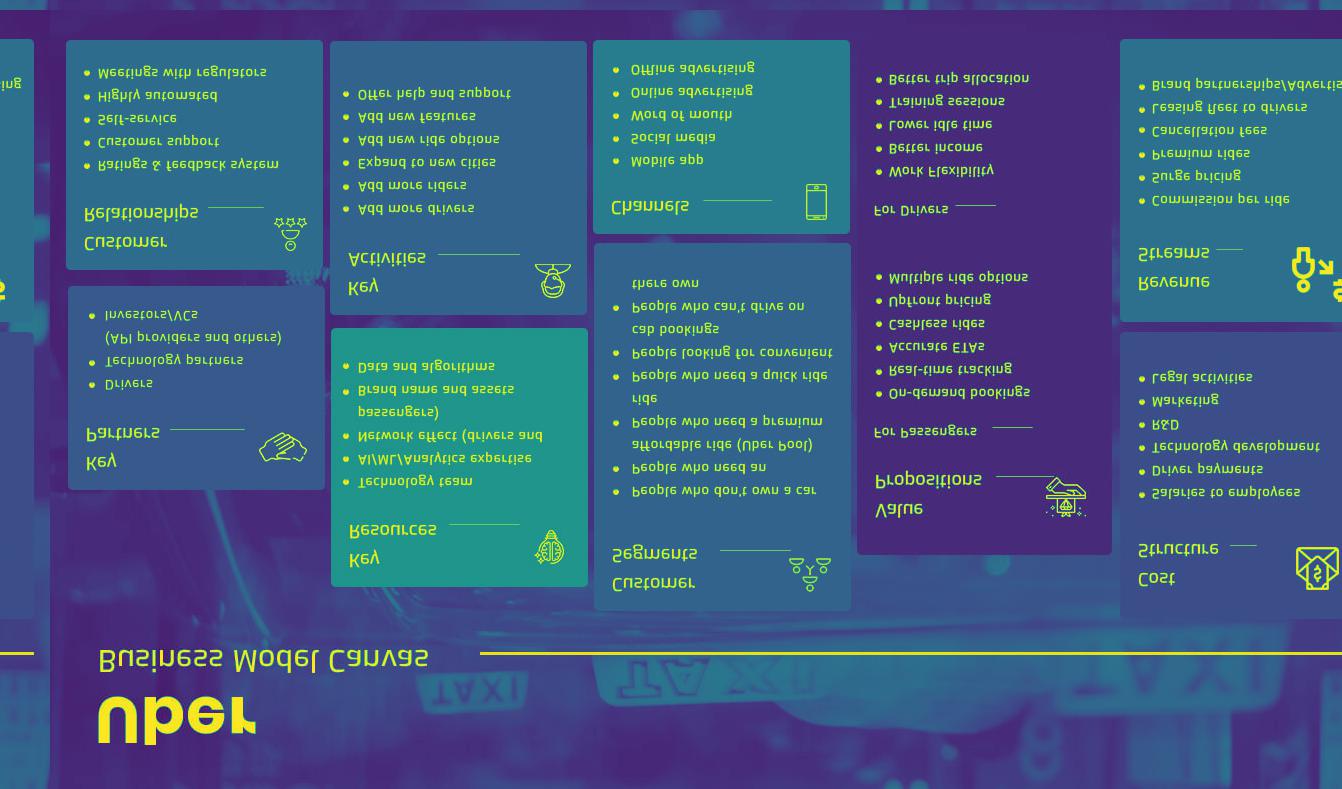 Uber
Business Model Canvas
Key
Partners
Drivers
Technology partners
(API providers and others)
Investors/VCs
Customer
Relationships
Ratings & feedback system
Customer support
Self-service
Highly automated
Meetings with regulators
Key
Resources
Technology team
AI/ML/Analytics expertise
Network effect (drivers and
passengers)
Brand name and assets
Data and algorithms
Key
Activities
Add more drivers
Add more riders
Expand to new cities
Add new ride options
Add new features
Offer help and support
Customer
Segments
People who don't own a car
People who need an
affordable ride (Uber Pool)
People who need a premium
ride
People who need a quick ride
People looking for convenient
cab bookings
People who can't drive on
there own
Channels
Mobile app
Social media
Word of mouth
Online advertising
Offline advertising
Value
Propositions
For Passengers
On-demand bookings
Real-time tracking
Accurate ETAs
Cashless rides
Upfront pricing
Multiple ride options
For Drivers
Work Flexibility
Better income
Lower idle time
Training sessions
Better trip allocation
Cost
Structure
Salaries to employees
Driver payments
Technology development
R&D
Marketing
Legal activities
Revenue
Streams
Commission per ride
Surge pricing
Premium rides
Cancellation fees
Leasing fleet to drivers
Brand partnerships/Advertis
ing
TAXI
TAXI
TAXI